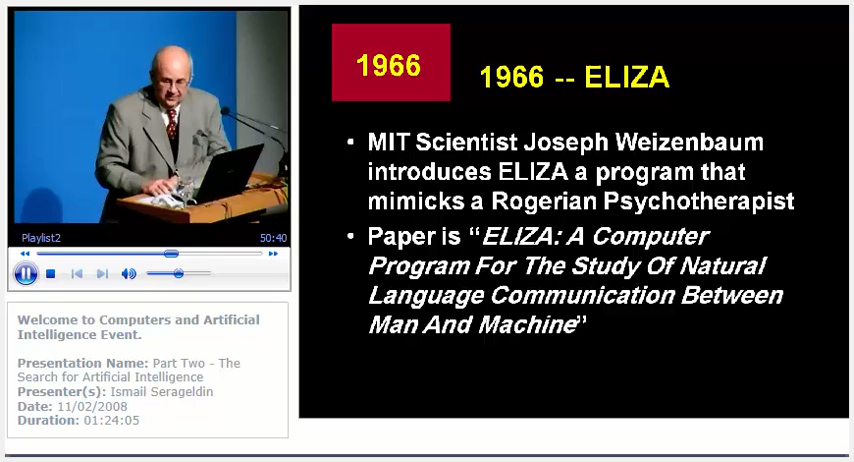 Playlist2 50:40
Welcome to Computers and Artificial
Intelligence Event.
Presentation Name: Part Two - The
Search for Artificial Intelligence
Presenter(s): Ismail Serageldin
Date: 11/02/2008
Duration: 01:24:05
1966
1966 -- ELIZA
• MIT Scientist Joseph Weizenbaum
introduces ELIZA a program that
mimicks a Rogerian Psychotherapist
• Paper is “ELIZA: A Computer
Program For The Study Of Natural
Language Communication Between
Man And Machine”